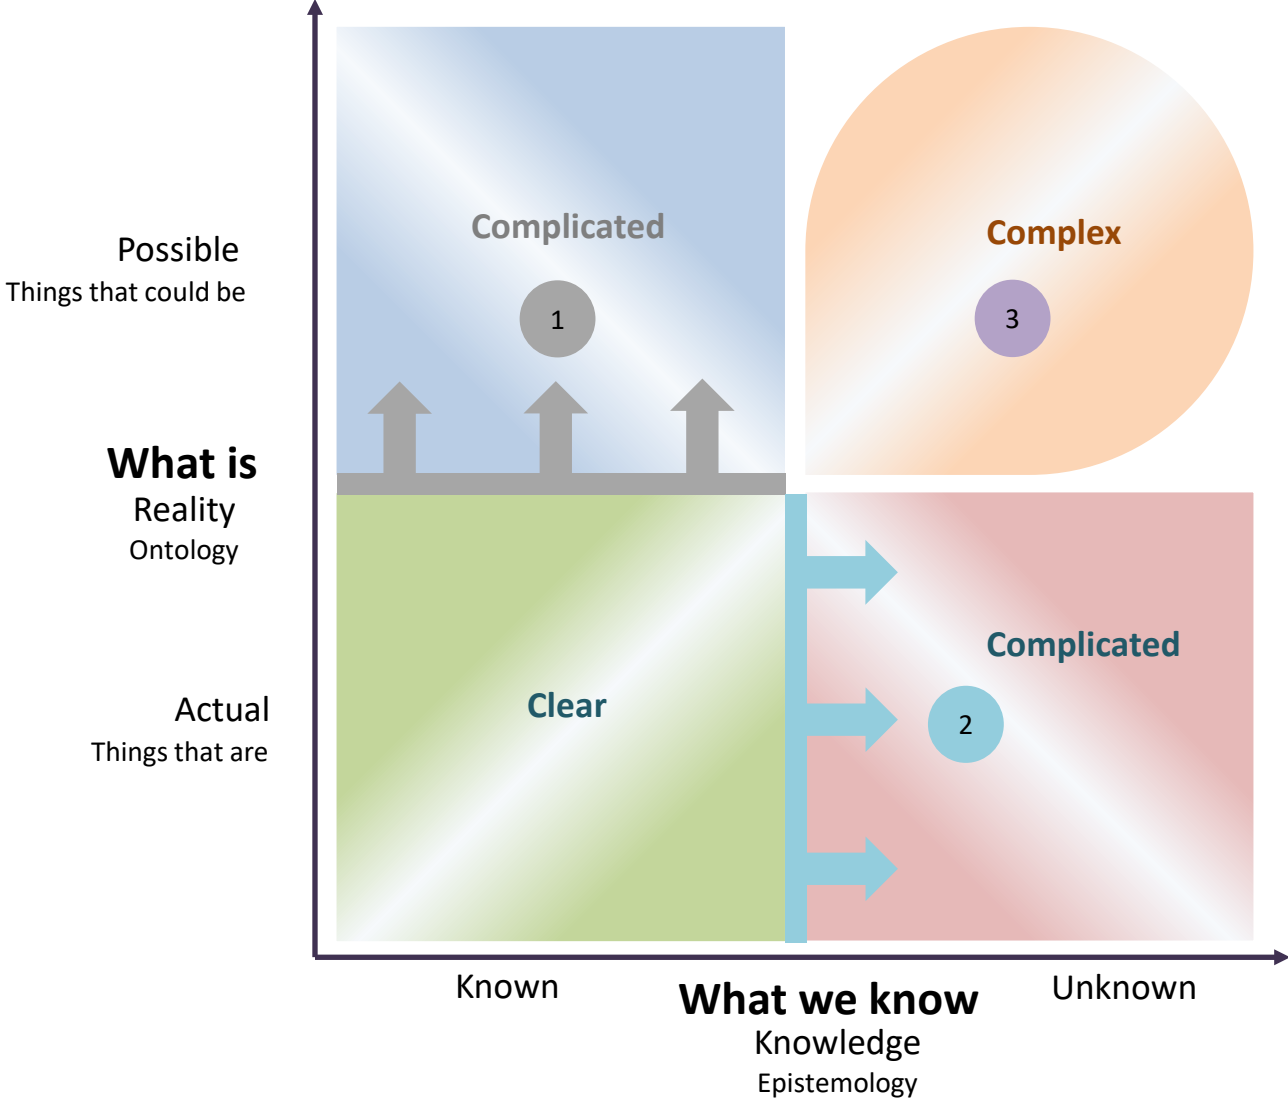 Complicated
1
Complex
3
Possible
Things that could be
What is
Reality
Ontology
Actual
Things that are
Clear
Complicated
2
Known
What we know
Knowledge
Epistemology
Unknown